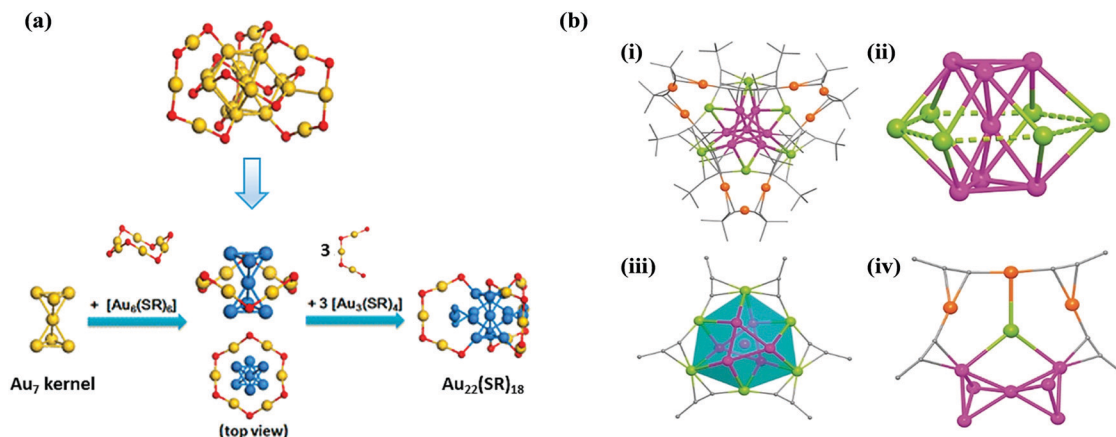 (a)
(b)
(i)
(ii)
3
+ [Au₆(SR)₆]
+ 3 [Au₃(SR)₄]
Au₇ kernel
(top view)
Au₂₂(SR)₁₈
(iii)
(iv)